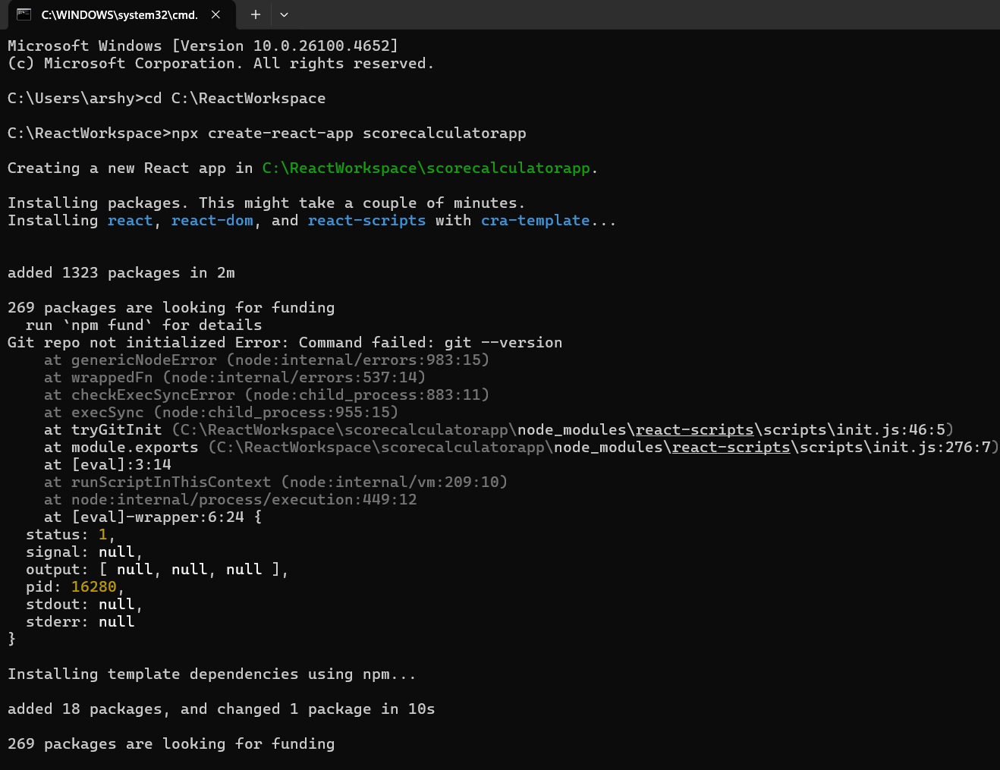 C:\WINDOWS\system32\cmd.
Microsoft Windows [Version 10.0.26100.4652]
(c) Microsoft Corporation. All rights reserved.
C:\Users\arshy>cd C:\ReactWorkspace
C:\ReactWorkspace>npx create-react-app scorecalculatorapp
Creating a new React app in C:\ReactWorkspace\scorecalculatorapp.
Installing packages. This might take a couple of minutes.
Installing react, react-dom, and react-scripts with cra-template...
added 1323 packages in 2m
269 packages are looking for funding
  run `npm fund` for details
Git repo not initialized Error: Command failed: git --version
    at genericNodeError (node:internal/errors:983:15)
    at wrappedFn (node:internal/errors:537:14)
    at checkExecSyncError (node:child_process:883:11)
    at execSync (node:child_process:955:15)
    at tryGitInit (C:\ReactWorkspace\scorecalculatorapp\node_modules\react-scripts\scripts\init.js:46:5)
    at module.exports (C:\ReactWorkspace\scorecalculatorapp\node_modules\react-scripts\scripts\init.js:276:7)
    at [eval]:3:14
    at runScriptInThisContext (node:internal/vm:209:10)
    at node:internal/process/execution:449:12
    at [eval]-wrapper:6:24 {
  status: 1,
  signal: null,
  output: [ null, null, null ],
  pid: 16280,
  stdout: null,
  stderr: null
}
Installing template dependencies using npm...
added 18 packages, and changed 1 package in 10s
269 packages are looking for funding